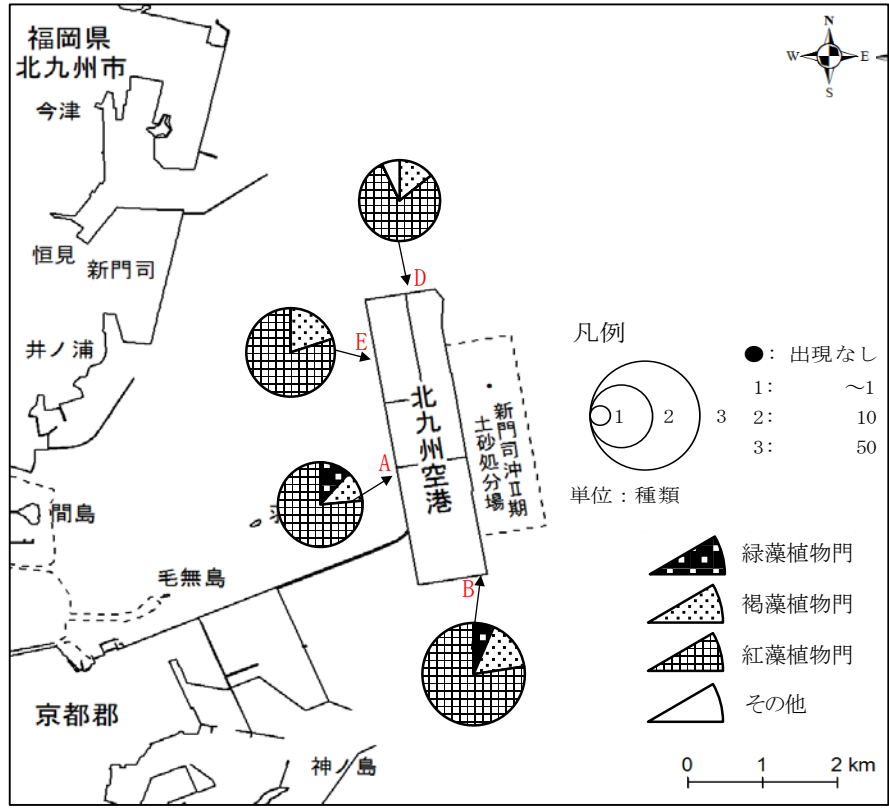 福岡県
北九州市
今津
恒見
新門司
井ノ浦
間島
毛無島
京都郡
神ノ島
N
W
E
S
D
E
A
B
北九州空港
新門司沖Ⅱ期
土砂処分場
凡例
1
2
3
●: 出現なし
1: ～1
2: 10
3: 50
単位：種類
緑藻植物門
褐藻植物門
紅藻植物門
その他
0 1 2 km